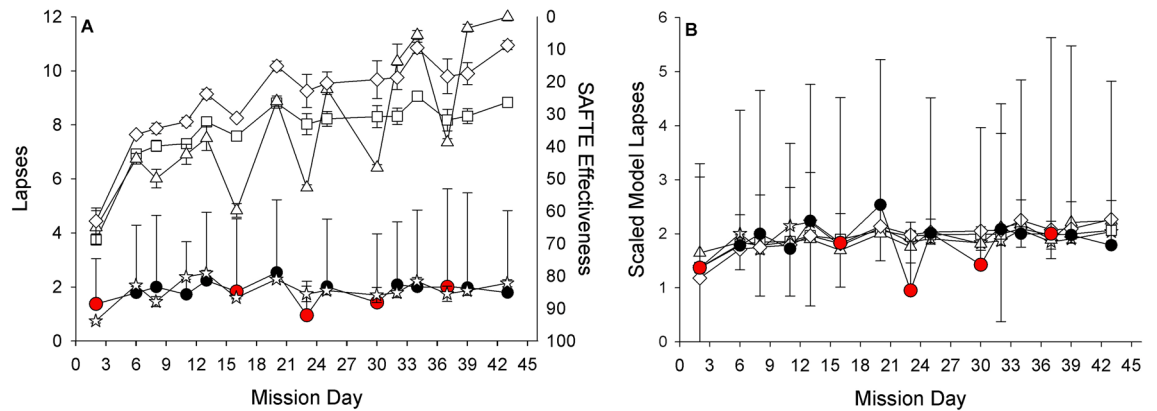 A
Lapses
12
10
8
6
4
2
0
0
10
20
30
40
50
60
70
80
90
100
SAFTE Effectiveness
0 3 6 9 12 15 18 21 24 27 30 33 36 39 42 45
Mission Day
B
Scaled Model Lapses
6
5
4
3
2
1
0
0 3 6 9 12 15 18 21 24 27 30 33 36 39 42 45
Mission Day